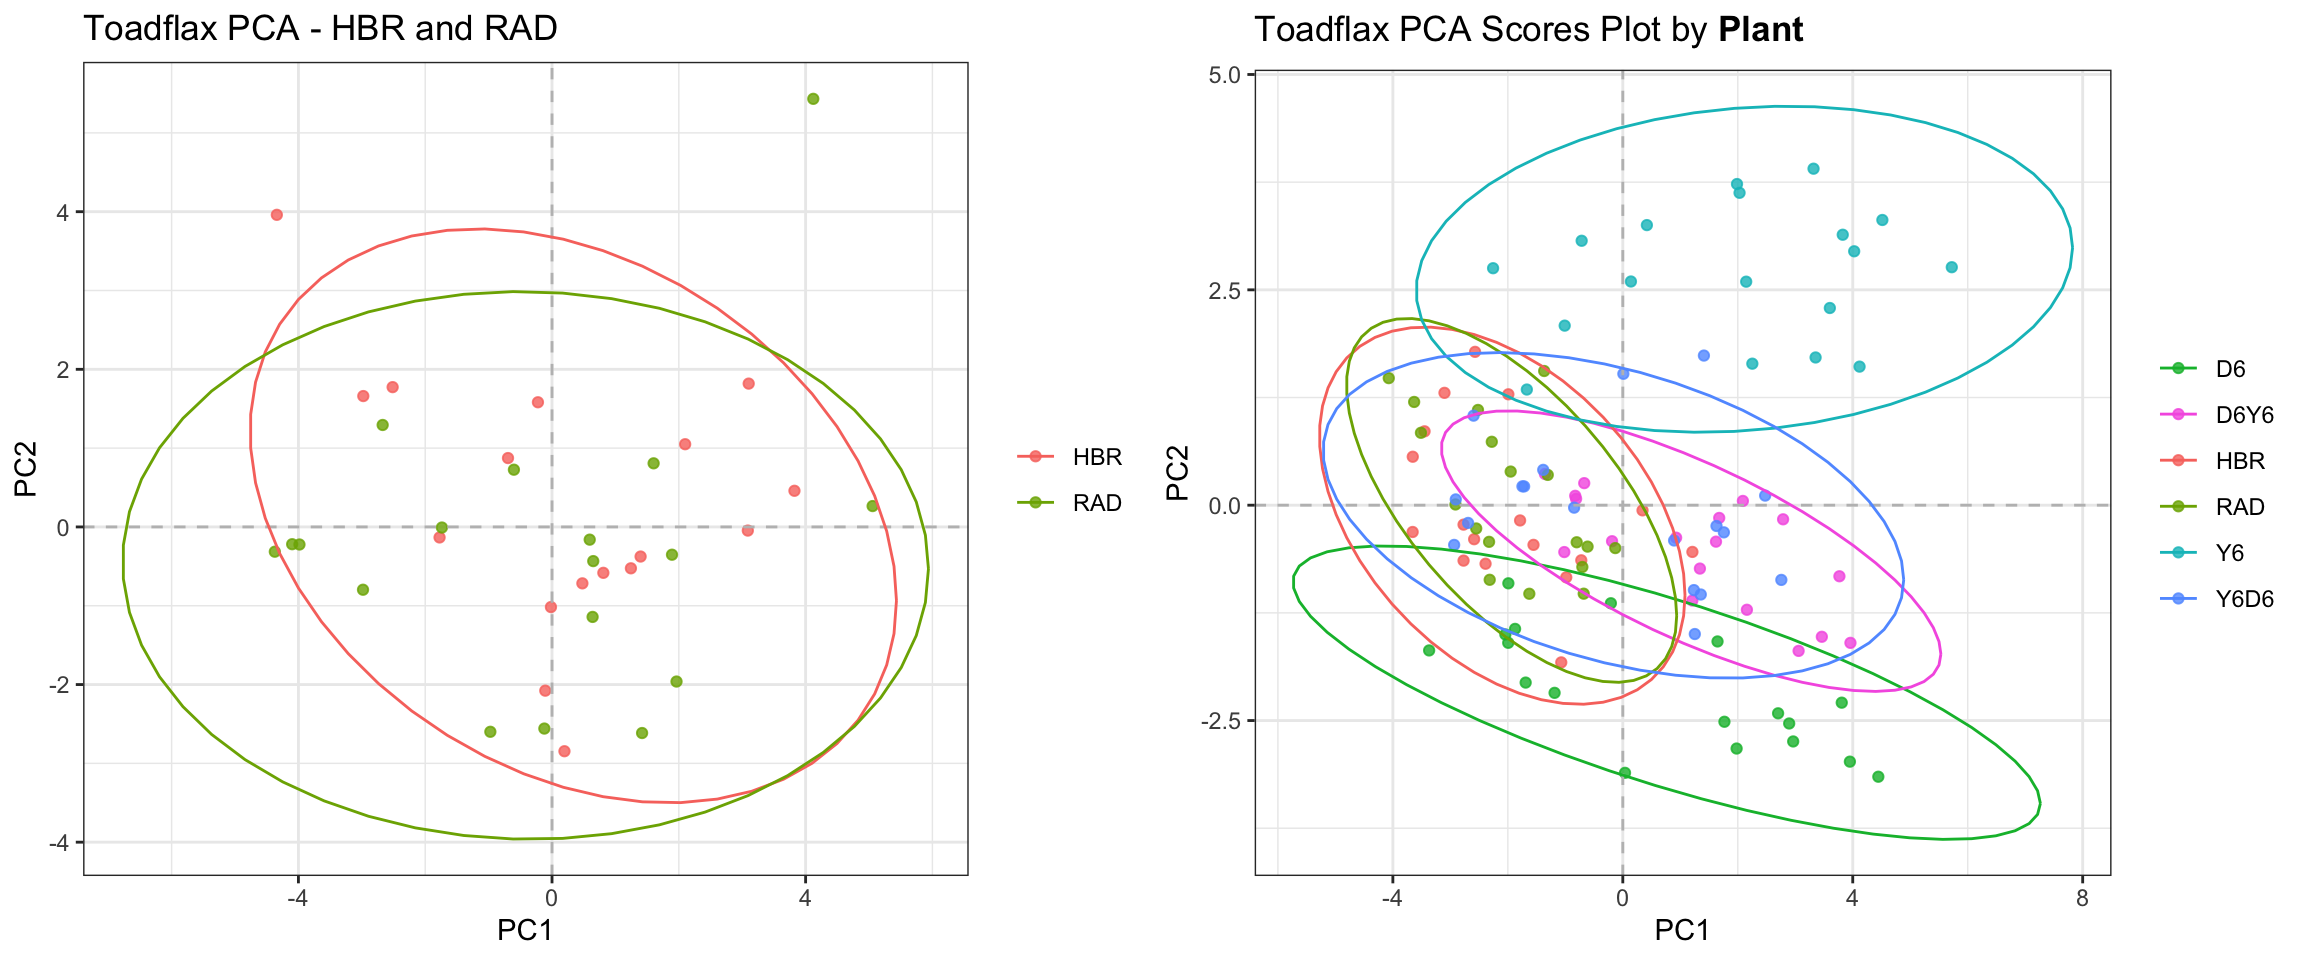 Toadflax PCA - HBR and RAD
PC2
4
2
0
-2
-4
-4
0
4
PC1
HBR
RAD
Toadflax PCA Scores Plot by Plant
PC2
5.0
2.5
0.0
-2.5
-4
0
4
8
PC1
D6
D6Y6
HBR
RAD
Y6
Y6D6